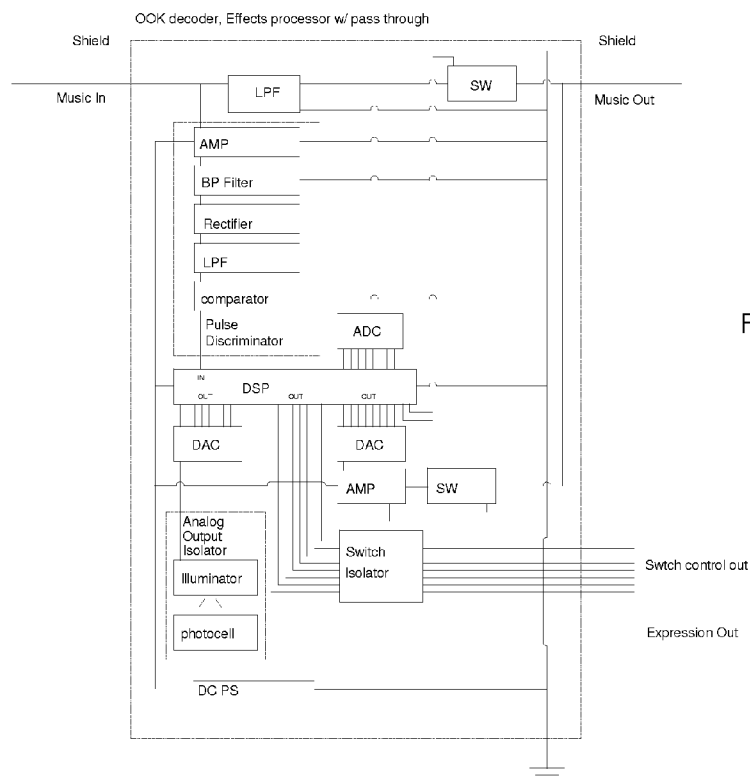 OOK decoder, Effects processor w/ pass through
Shield
Shield
LPF
SW
Music In
Music Out
AMP
BP Filter
Rectifier
LPF
comparator
Pulse
Discriminator
ADC
F
IN
DSP
OUT
OUT
OUT
DAC
DAC
AMP
SW
Analog
Output
Isolator
Illuminator
photocell
Switch
Isolator
Swtch control out
Expression Out
DC PS